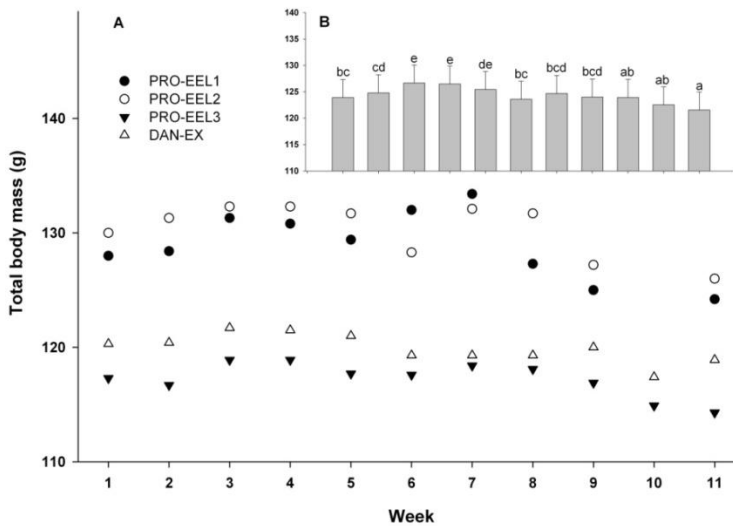 A
B
PRO-EEL1
PRO-EEL2
PRO-EEL3
DAN-EX
140
135
130
125
120
115
110
bc cd e e de bc bcd bcd ab ab a
Total body mass (g)
140
130
120
110
1 2 3 4 5 6 7 8 9 10 11
Week